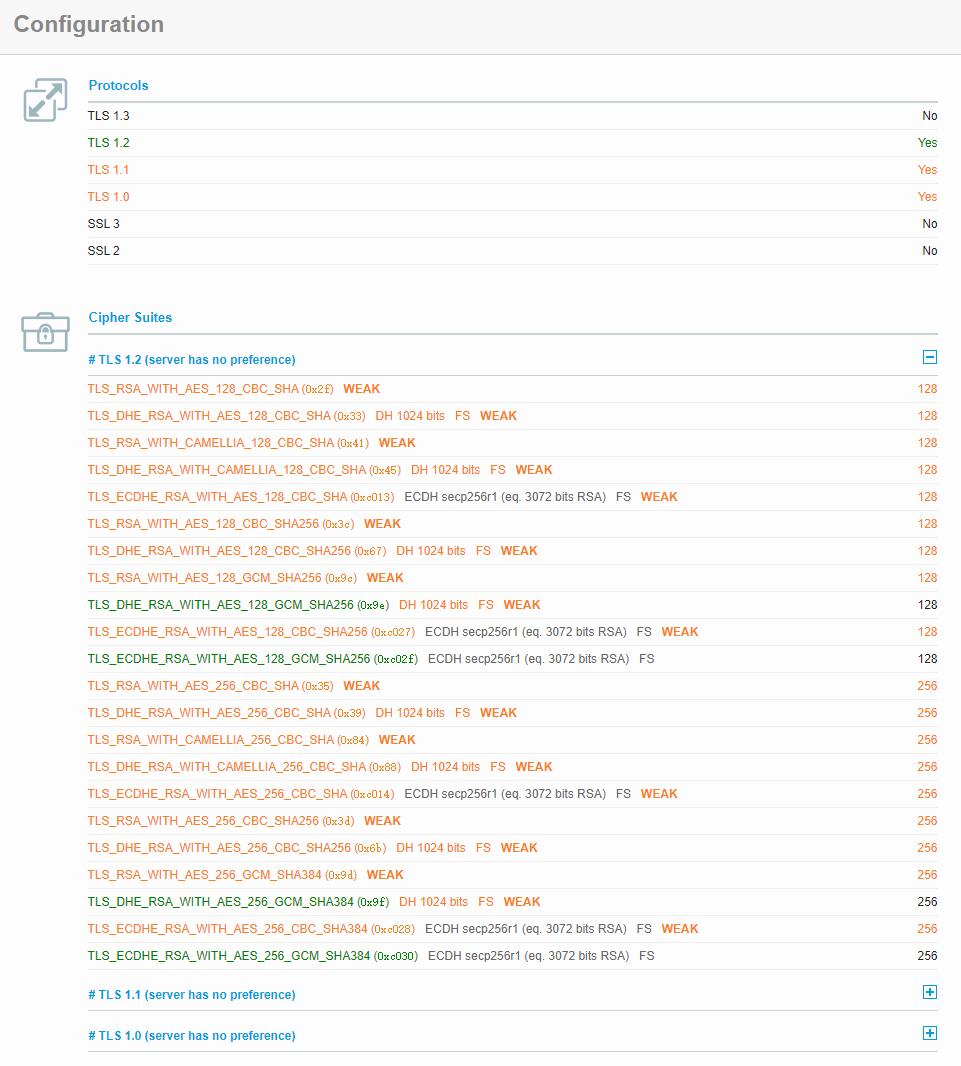 Configuration
Protocols
TLS 1.3 No
TLS 1.2 Yes
TLS 1.1 Yes
TLS 1.0 Yes
SSL 3 No
SSL 2 No
Cipher Suites
# TLS 1.2 (server has no preference)
TLS_RSA_WITH_AES_128_CBC_SHA (0x2f) WEAK 128
TLS_DHE_RSA_WITH_AES_128_CBC_SHA (0x33) DH 1024 bits FS WEAK 128
TLS_RSA_WITH_CAMELLIA_128_CBC_SHA (0x41) WEAK 128
TLS_DHE_RSA_WITH_CAMELLIA_128_CBC_SHA (0x45) DH 1024 bits FS WEAK 128
TLS_ECDHE_RSA_WITH_AES_128_CBC_SHA (0xc013) ECDH secp256r1 (eq. 3072 bits RSA) FS WEAK 128
TLS_RSA_WITH_AES_128_CBC_SHA256 (0x3c) WEAK 128
TLS_DHE_RSA_WITH_AES_128_CBC_SHA256 (0x67) DH 1024 bits FS WEAK 128
TLS_RSA_WITH_AES_128_GCM_SHA256 (0x9c) WEAK 128
TLS_DHE_RSA_WITH_AES_128_GCM_SHA256 (0x9e) DH 1024 bits FS WEAK 128
TLS_ECDHE_RSA_WITH_AES_128_CBC_SHA256 (0xc027) ECDH secp256r1 (eq. 3072 bits RSA) FS WEAK 128
TLS_ECDHE_RSA_WITH_AES_128_GCM_SHA256 (0xc02f) ECDH secp256r1 (eq. 3072 bits RSA) FS 128
TLS_RSA_WITH_AES_256_CBC_SHA (0x35) WEAK 256
TLS_DHE_RSA_WITH_AES_256_CBC_SHA (0x39) DH 1024 bits FS WEAK 256
TLS_RSA_WITH_CAMELLIA_256_CBC_SHA (0x84) WEAK 256
TLS_DHE_RSA_WITH_CAMELLIA_256_CBC_SHA (0x88) DH 1024 bits FS WEAK 256
TLS_ECDHE_RSA_WITH_AES_256_CBC_SHA (0xc014) ECDH secp256r1 (eq. 3072 bits RSA) FS WEAK 256
TLS_RSA_WITH_AES_256_CBC_SHA256 (0x3d) WEAK 256
TLS_DHE_RSA_WITH_AES_256_CBC_SHA256 (0x6b) DH 1024 bits FS WEAK 256
TLS_RSA_WITH_AES_256_GCM_SHA384 (0x9d) WEAK 256
TLS_DHE_RSA_WITH_AES_256_GCM_SHA384 (0x9f) DH 1024 bits FS WEAK 256
TLS_ECDHE_RSA_WITH_AES_256_CBC_SHA384 (0xc028) ECDH secp256r1 (eq. 3072 bits RSA) FS WEAK 256
TLS_ECDHE_RSA_WITH_AES_256_GCM_SHA384 (0xc030) ECDH secp256r1 (eq. 3072 bits RSA) FS 256
# TLS 1.1 (server has no preference)
# TLS 1.0 (server has no preference)